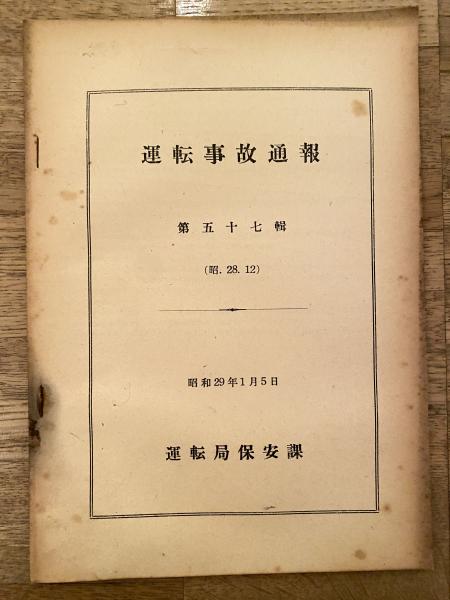 運転事故通報
第五十七輯
(昭.28.12)
昭和29年1月5日
運転局保安課